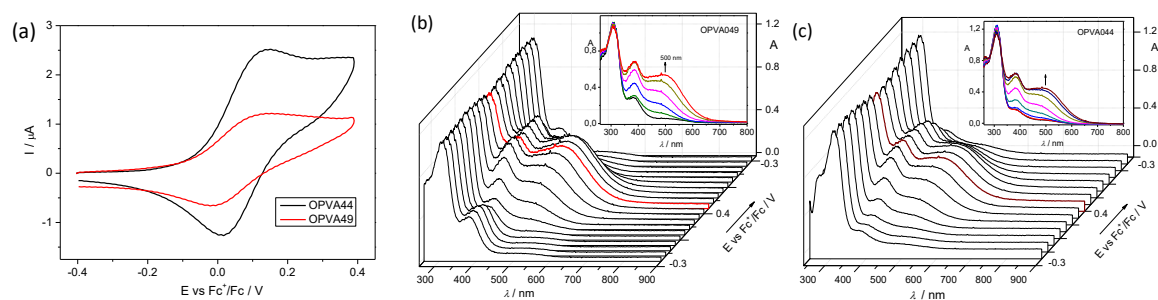 (a)
3
2
1
0
-1
I / μA
-0.4
-0.2
0.0
0.2
0.4
E vs Fc⁺/Fc / V
OPVA44
OPVA49
(b)
1.2
A
0.8
0.4
0.0
-0.3
0.4
-0.3
E vs Fc⁺/Fc / V
300 400 500 600 700 800 900
λ / nm
OPVA049
A
0,8
0,4
0,0
500 nm
300 400 500 600 700 800
λ / nm
(c)
1.2
A
0.8
0.4
0.0
-0.3
0.4
-0.3
E vs Fc⁺/Fc / V
300 400 500 600 700 800 900
λ / nm
OPVA044
A
1,2
0,8
0,4
0,0
300 400 500 600 700 800
λ / nm